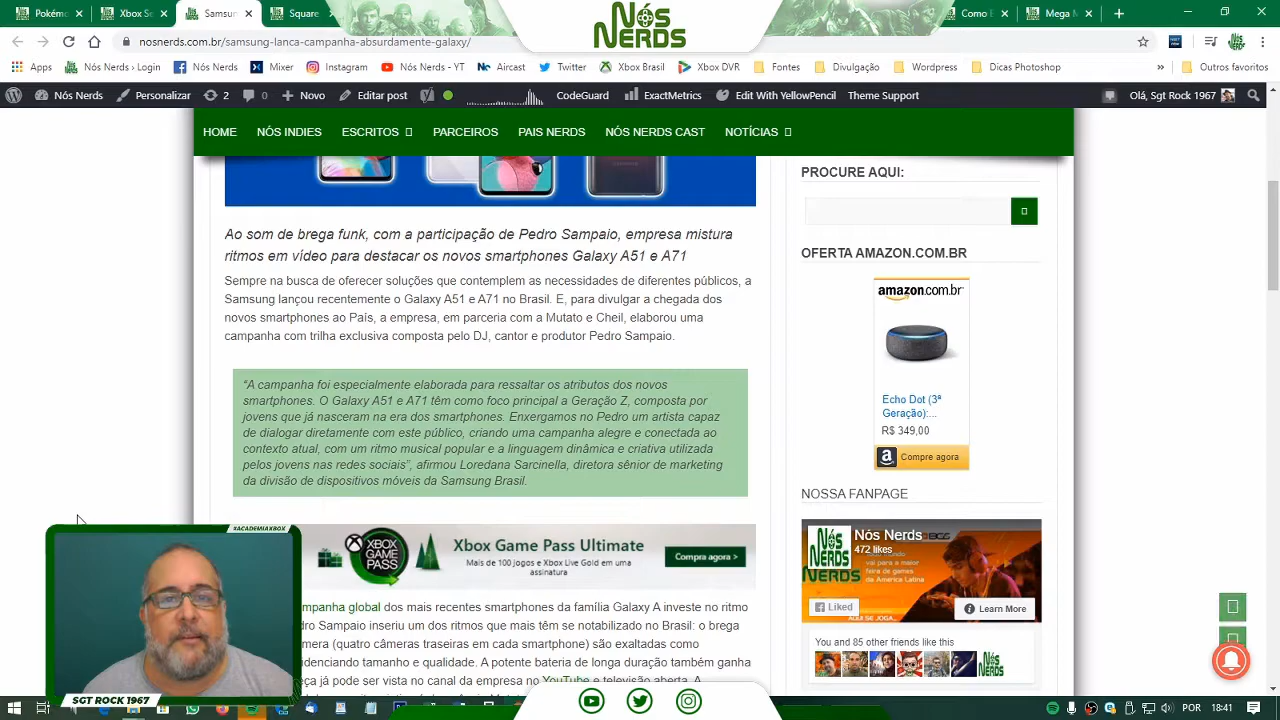 Pokémo
Sams
Square
NÓS
NERDS
Como
Mega M
nosnerds.com.br/samsung-lanca-campanha-absurdamente-galaxy/
Apps
Nós Nerds › Login
Nós Nerds
Mixer
Instagram
Nós Nerds - YT
Aircast
Twitter
Xbox Brasil
Xbox DVR
Fontes
Divulgação
Wordpress
Dicas Photoshop
»
Outros favoritos
Nós Nerds
Personalizar
2
0
Novo
Editar post
CodeGuard
ExactMetrics
Edit With YellowPencil
Theme Support
Olá, Sgt Rock 1967
HOME
NÓS INDIES
ESCRITOS
PARCEIROS
PAIS NERDS
NÓS NERDS CAST
NOTÍCIAS
Ao som de brega funk, com a participação de Pedro Sampaio, empresa mistura
ritmos em vídeo para destacar os novos smartphones Galaxy A51 e A71
Sempre na busca de oferecer soluções que contemplem as necessidades de diferentes públicos, a
Samsung lançou recentemente o Galaxy A51 e A71 no Brasil. E, para divulgar a chegada dos
novos smartphones ao País, a empresa, em parceria com a Mutato e Cheil, elaborou uma
campanha com trilha exclusiva composta pelo DJ, cantor e produtor Pedro Sampaio.
“A campanha foi especialmente elaborada para ressaltar os atributos dos novos
smartphones. O Galaxy A51 e A71 têm como foco principal a Geração Z, composta por
jovens que já nasceram na era dos smartphones. Enxergamos no Pedro um artista capaz
de dialogar diretamente com este público, criando uma campanha alegre e conectada ao
contexto atual, com um ritmo musical popular e a linguagem dinâmica e criativa utilizada
pelos jovens nas redes sociais”, afirmou Loredana Sarcinella, diretora sênior de marketing
da divisão de dispositivos móveis da Samsung Brasil.
XBOX
GAME
PASS
Xbox Game Pass Ultimate
Mais de 100 jogos e Xbox Live Gold em uma
assinatura
Compra agora >
mpanha global dos mais recentes smartphones da família Galaxy A investe no ritmo
dro Sampaio inseriu um dos ritmos que mais têm se notabilizado no Brasil: o brega
mera (quatro câmeras traseiras em cada smartphone) são exaltadas como
denciando tamanho e qualidade. A potente bateria de longa duração também ganha
eça já pode ser vista no canal da empresa no YouTube e televisão aberta. A
PROCURE AQUI:
OFERTA AMAZON.COM.BR
amazon.com.br
Echo Dot (3ª
Geração):...
R$ 349,00
Compre agora
NOSSA FANPAGE
NÓS
NERDS
Nós Nerds
472 likes
vai para a maior
feira de games
da America Latina
AQUI SE JOGA
Liked
Learn More
You and 85 other friends like this
#ACADEMIAXBOX
SGT ROCK 1967
POR
18:41